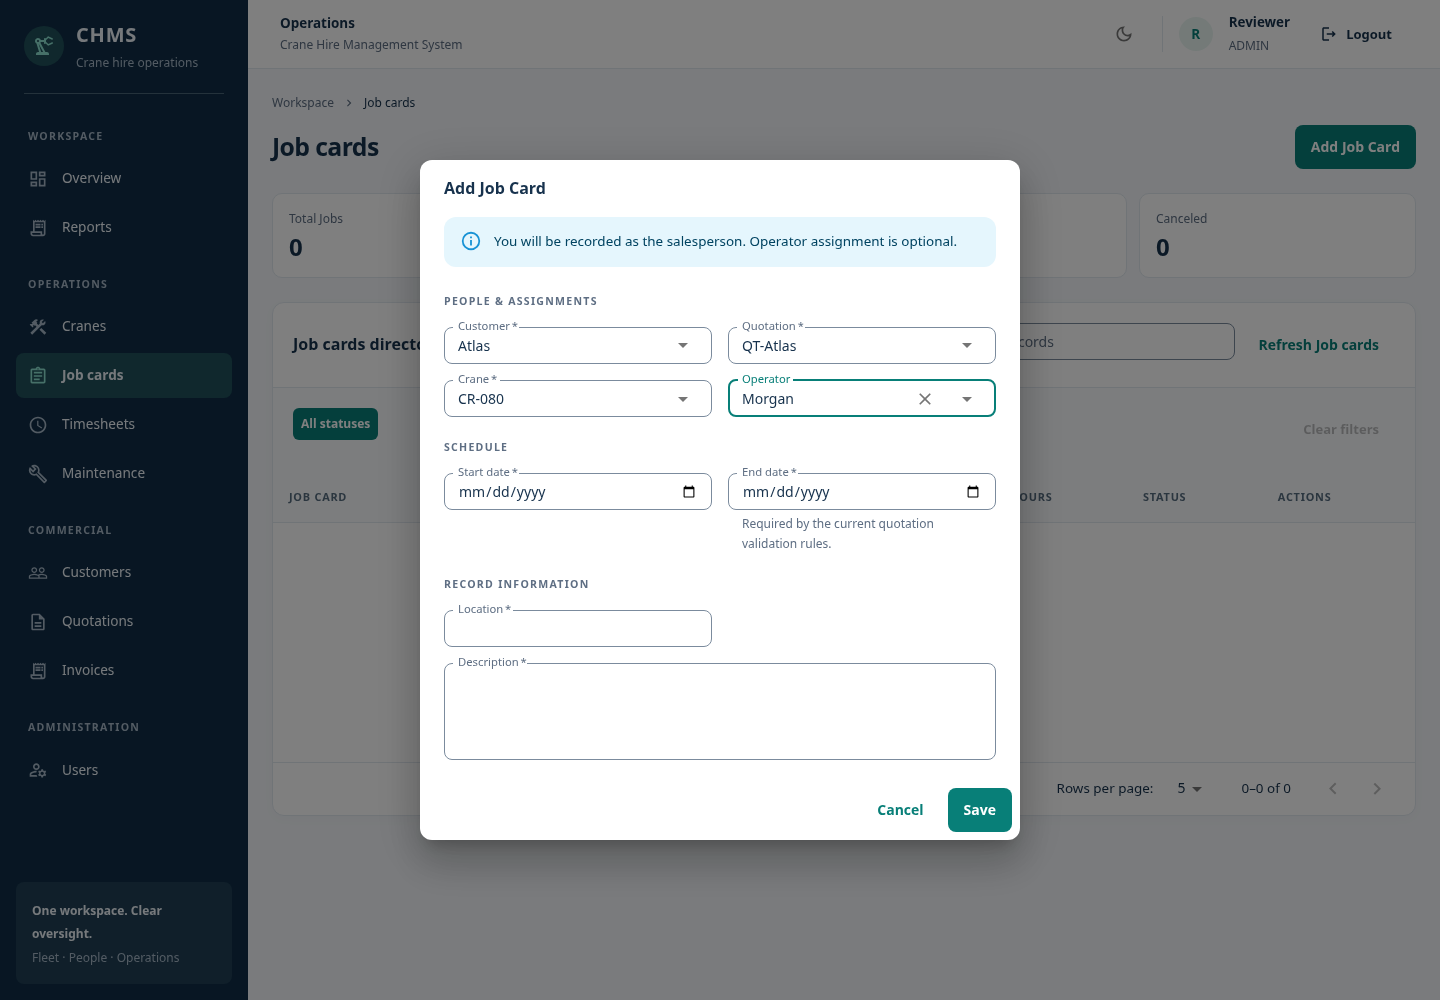 CHMS
Crane hire operations
WORKSPACE
Overview
Reports
OPERATIONS
Cranes
Job cards
Timesheets
Maintenance
COMMERCIAL
Customers
Quotations
Invoices
ADMINISTRATION
Users
One workspace. Clear
oversight.
Fleet · People · Operations
Operations
Crane Hire Management System
R
Reviewer
ADMIN
Logout
Workspace
Job cards
Job cards
Add Job Card
Total Jobs
0
Canceled
0
Job cards
Refresh Job cards
All statuses
Clear filters
JOB CARD
STATUS
ACTIONS
Rows per page: 5 0–0 of 0
Add Job Card
You will be recorded as the salesperson. Operator assignment is optional.
PEOPLE & ASSIGNMENTS
Customer *
Atlas
Quotation *
QT-Atlas
Crane *
CR-080
Operator
Morgan
SCHEDULE
Start date *
mm/dd/yyyy
End date *
mm/dd/yyyy
Required by the current quotation
validation rules.
RECORD INFORMATION
Location *
Description *
Cancel
Save